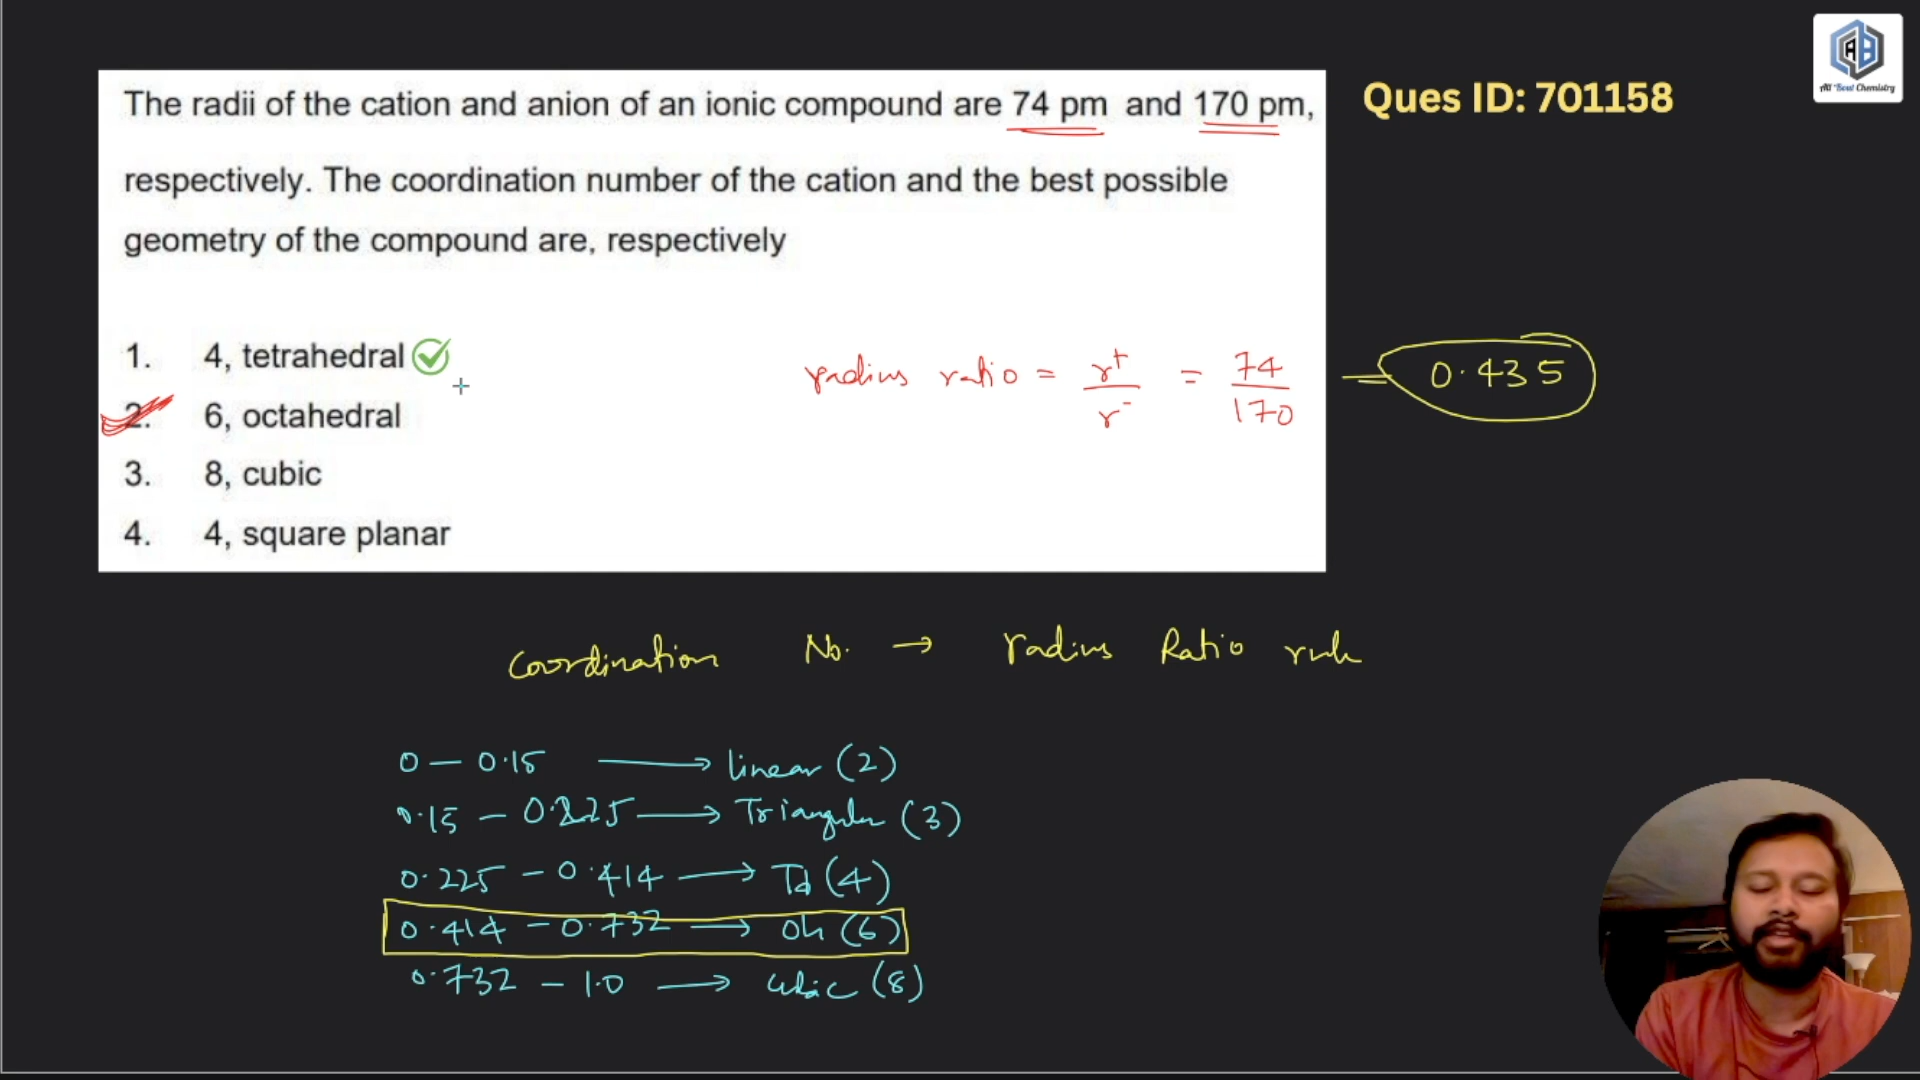 The radii of the cation and anion of an ionic compound are 74 pm and 170 pm,
respectively. The coordination number of the cation and the best possible
geometry of the compound are, respectively
1. 4, tetrahedral
2. 6, octahedral
3. 8, cubic
4. 4, square planar
radius ratio = r⁺/r⁻ = 74/170 = 0.435
Ques ID: 701158
AB
All 'Bout Chemistry
Coordination No. → radius Ratio rule
0 – 0.15 → linear (2)
0.15 – 0.225 → Triangular (3)
0.225 – 0.414 → Td (4)
0.414 – 0.732 → Oh (6)
0.732 – 1.0 → cubic (8)